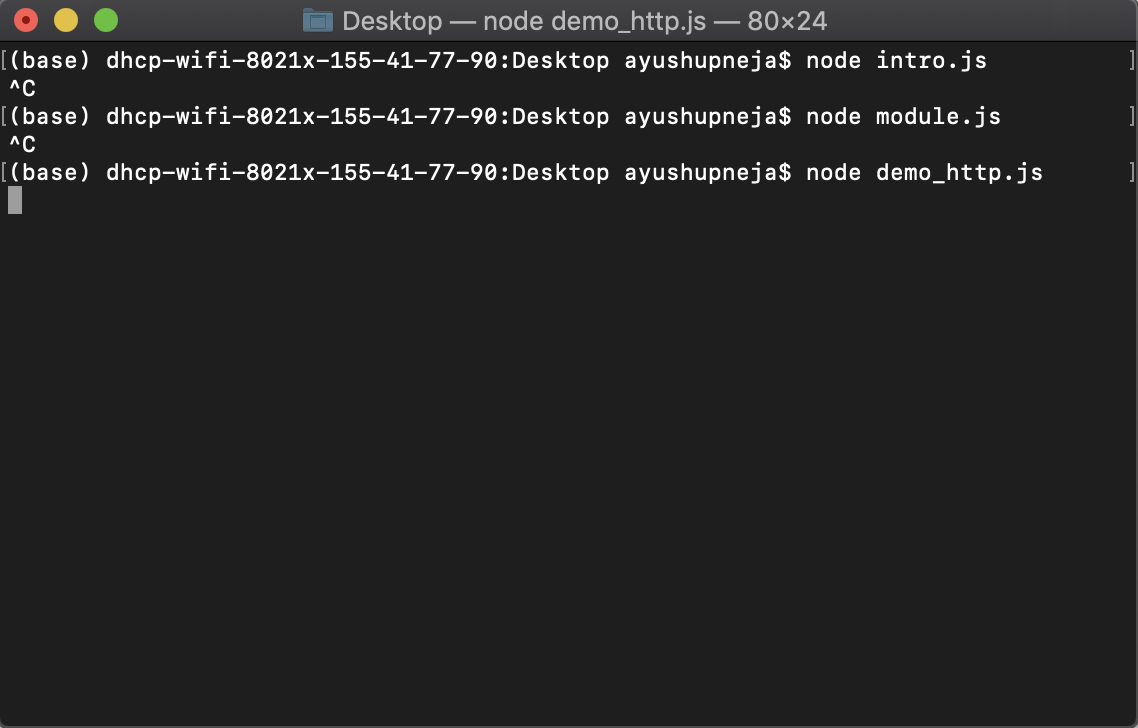 Desktop — node demo_http.js — 80×24
[(base) dhcp-wifi-8021x-155-41-77-90:Desktop ayushupneja$ node intro.js ]
^C
[(base) dhcp-wifi-8021x-155-41-77-90:Desktop ayushupneja$ node module.js ]
^C
[(base) dhcp-wifi-8021x-155-41-77-90:Desktop ayushupneja$ node demo_http.js ]